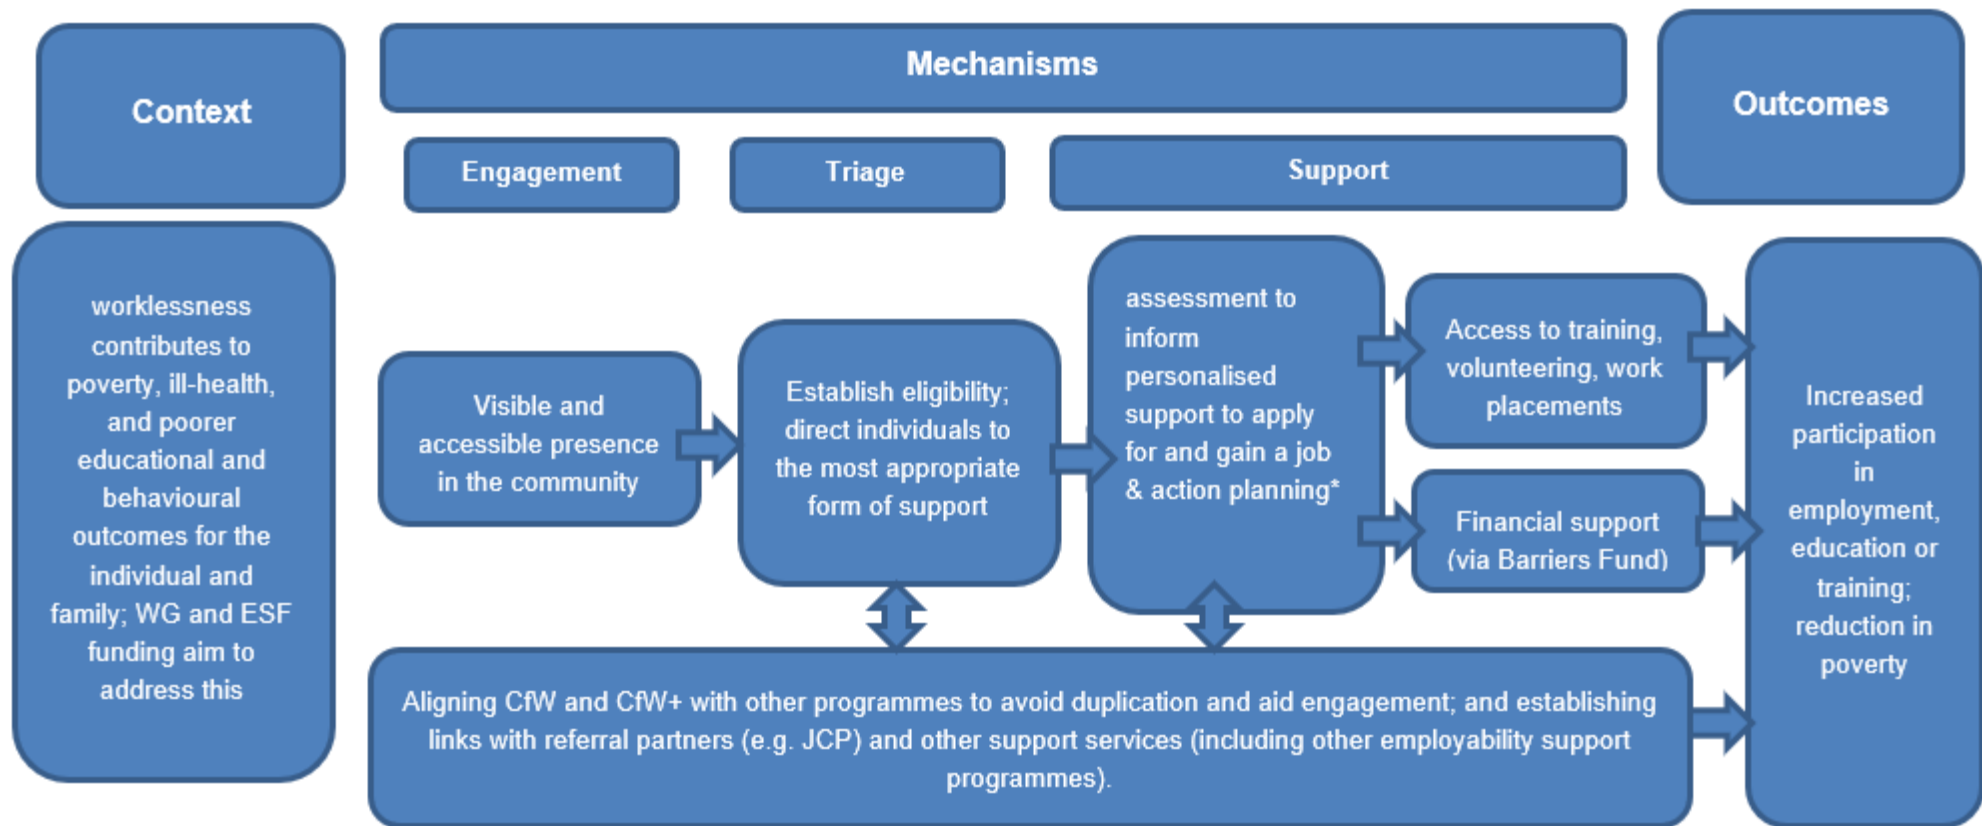 Context
Mechanisms
Outcomes
Engagement
Triage
Support
worklessness
contributes to
poverty, ill-health,
and poorer
educational and
behavioural
outcomes for the
individual and
family; WG and ESF
funding aim to
address this
Visible and
accessible presence
in the community
Establish eligibility;
direct individuals to
the most appropriate
form of support
assessment to
inform
personalised
support to apply
for and gain a job
& action planning*
Access to training,
volunteering, work
placements
Financial support
(via Barriers Fund)
Increased
participation
in
employment,
education or
training;
reduction in
poverty
Aligning CfW and CfW+ with other programmes to avoid duplication and aid engagement; and establishing
links with referral partners (e.g. JCP) and other support services (including other employability support
programmes).